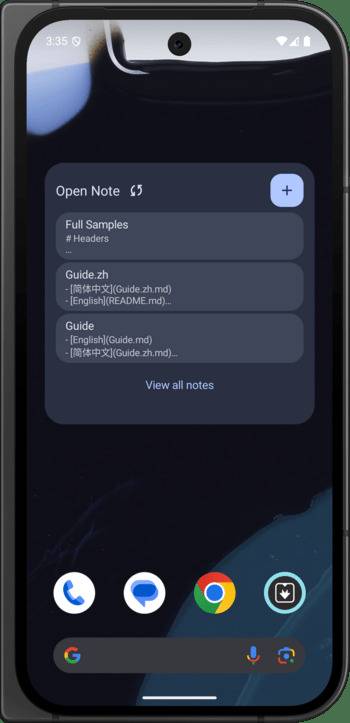 3:35
Open Note
Full Samples
# Headers
...
Guide.zh
- [简体中文](Guide.zh.md)
- [English](README.md)...
Guide
- [English](Guide.md)
- [简体中文](Guide.zh.md)...
View all notes